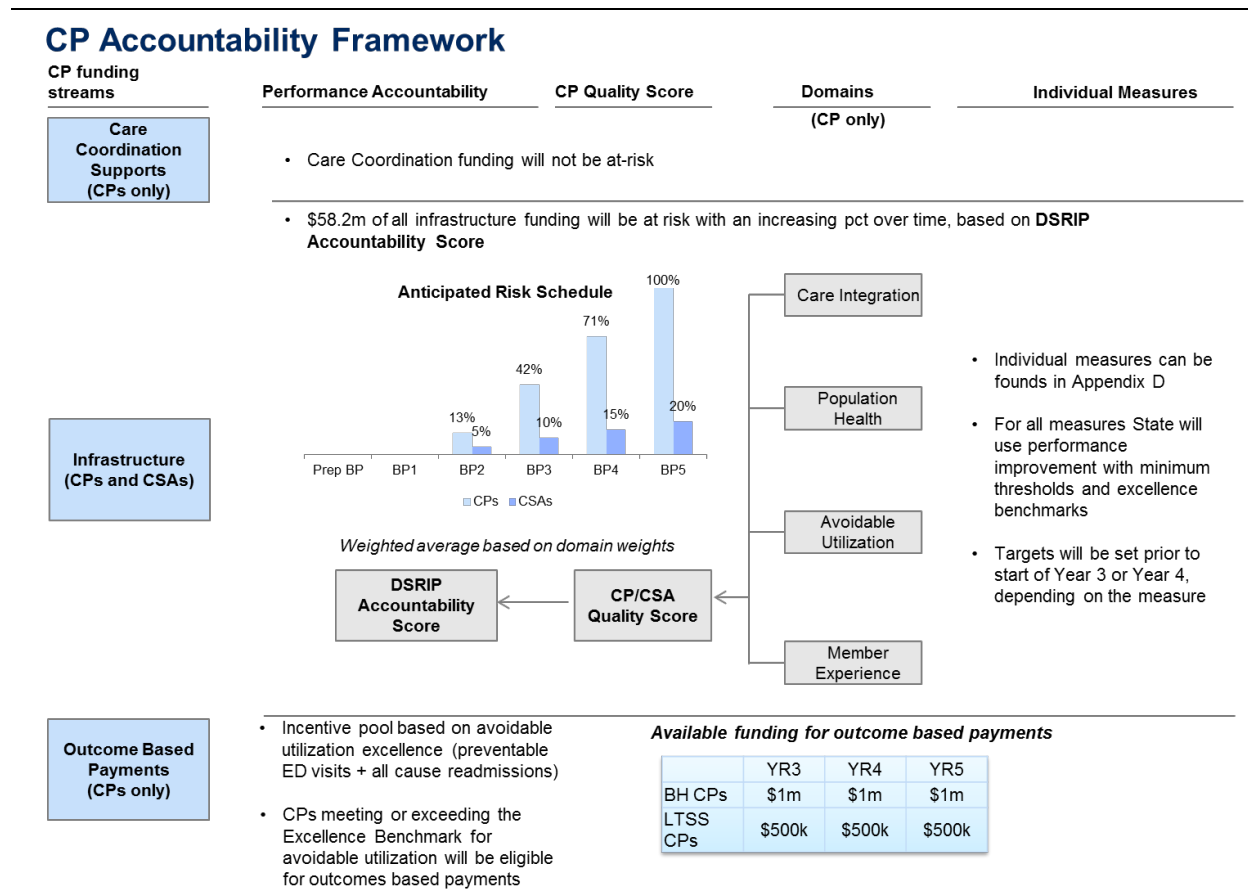 CP Accountability Framework
CP funding
streams
Performance Accountability
CP Quality Score
Domains
(CP only)
Individual Measures
Care
Coordination
Supports
(CPs only)
• Care Coordination funding will not be at-risk
• $58.2m of all infrastructure funding will be at risk with an increasing pct over time, based on DSRIP
Accountability Score
Infrastructure
(CPs and CSAs)
Anticipated Risk Schedule
13%
5%
42%
10%
71%
15%
100%
20%
Prep BP
BP1
BP2
BP3
BP4
BP5
CPs
CSAs
Weighted average based on domain weights
DSRIP
Accountability
Score
CP/CSA
Quality Score
Care Integration
Population
Health
Avoidable
Utilization
Member
Experience
• Individual measures can be
founds in Appendix D
• For all measures State will
use performance
improvement with minimum
thresholds and excellence
benchmarks
• Targets will be set prior to
start of Year 3 or Year 4,
depending on the measure
Outcome Based
Payments
(CPs only)
• Incentive pool based on avoidable
utilization excellence (preventable
ED visits + all cause readmissions)
• CPs meeting or exceeding the
Excellence Benchmark for
avoidable utilization will be eligible
for outcomes based payments
Available funding for outcome based payments
YR3 YR4 YR5
BH CPs $1m $1m $1m
LTSS
CPs $500k $500k $500k